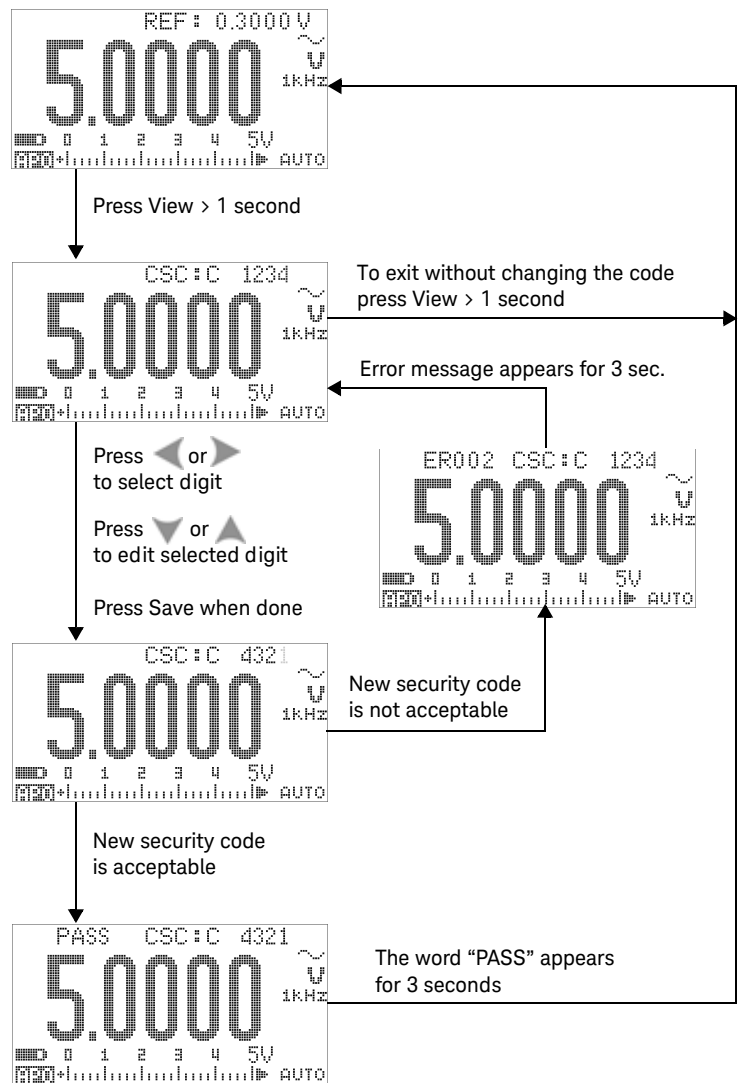 REF: 0.3000 V
5.0000
V
1kHz
0 1 2 3 4 5V
APO AUTO
Press View > 1 second
CSC:C 1234
5.0000
V
1kHz
0 1 2 3 4 5V
APO AUTO
To exit without changing the code
press View > 1 second
Error message appears for 3 sec.
Press or
to select digit
Press or
to edit selected digit
Press Save when done
ER002 CSC:C 1234
5.0000
V
1kHz
0 1 2 3 4 5V
APO AUTO
CSC:C 4321
5.0000
V
1kHz
0 1 2 3 4 5V
APO AUTO
New security code
is not acceptable
New security code
is acceptable
PASS CSC:C 4321
5.0000
V
1kHz
0 1 2 3 4 5V
APO AUTO
The word “PASS” appears
for 3 seconds